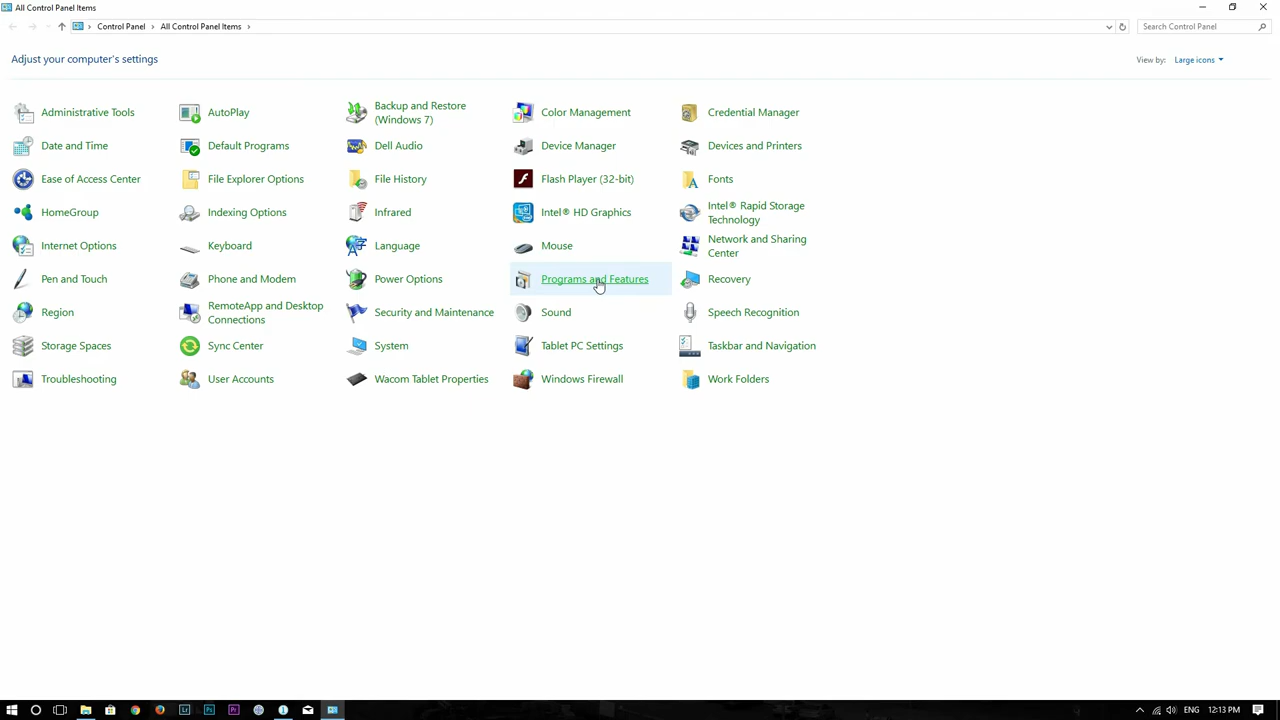 All Control Panel Items
Control Panel
All Control Panel Items
Search Control Panel
Adjust your computer's settings
View by:
Large icons
Administrative Tools
AutoPlay
Backup and Restore
(Windows 7)
Color Management
Credential Manager
Date and Time
Default Programs
Dell Audio
Device Manager
Devices and Printers
Ease of Access Center
File Explorer Options
File History
Flash Player (32-bit)
Fonts
HomeGroup
Indexing Options
Infrared
Intel® HD Graphics
Intel® Rapid Storage
Technology
Internet Options
Keyboard
Language
Mouse
Network and Sharing
Center
Pen and Touch
Phone and Modem
Power Options
Programs and Features
Recovery
Region
RemoteApp and Desktop
Connections
Security and Maintenance
Sound
Speech Recognition
Storage Spaces
Sync Center
System
Tablet PC Settings
Taskbar and Navigation
Troubleshooting
User Accounts
Wacom Tablet Properties
Windows Firewall
Work Folders
Lr
Ps
Pr
ENG
12:13 PM